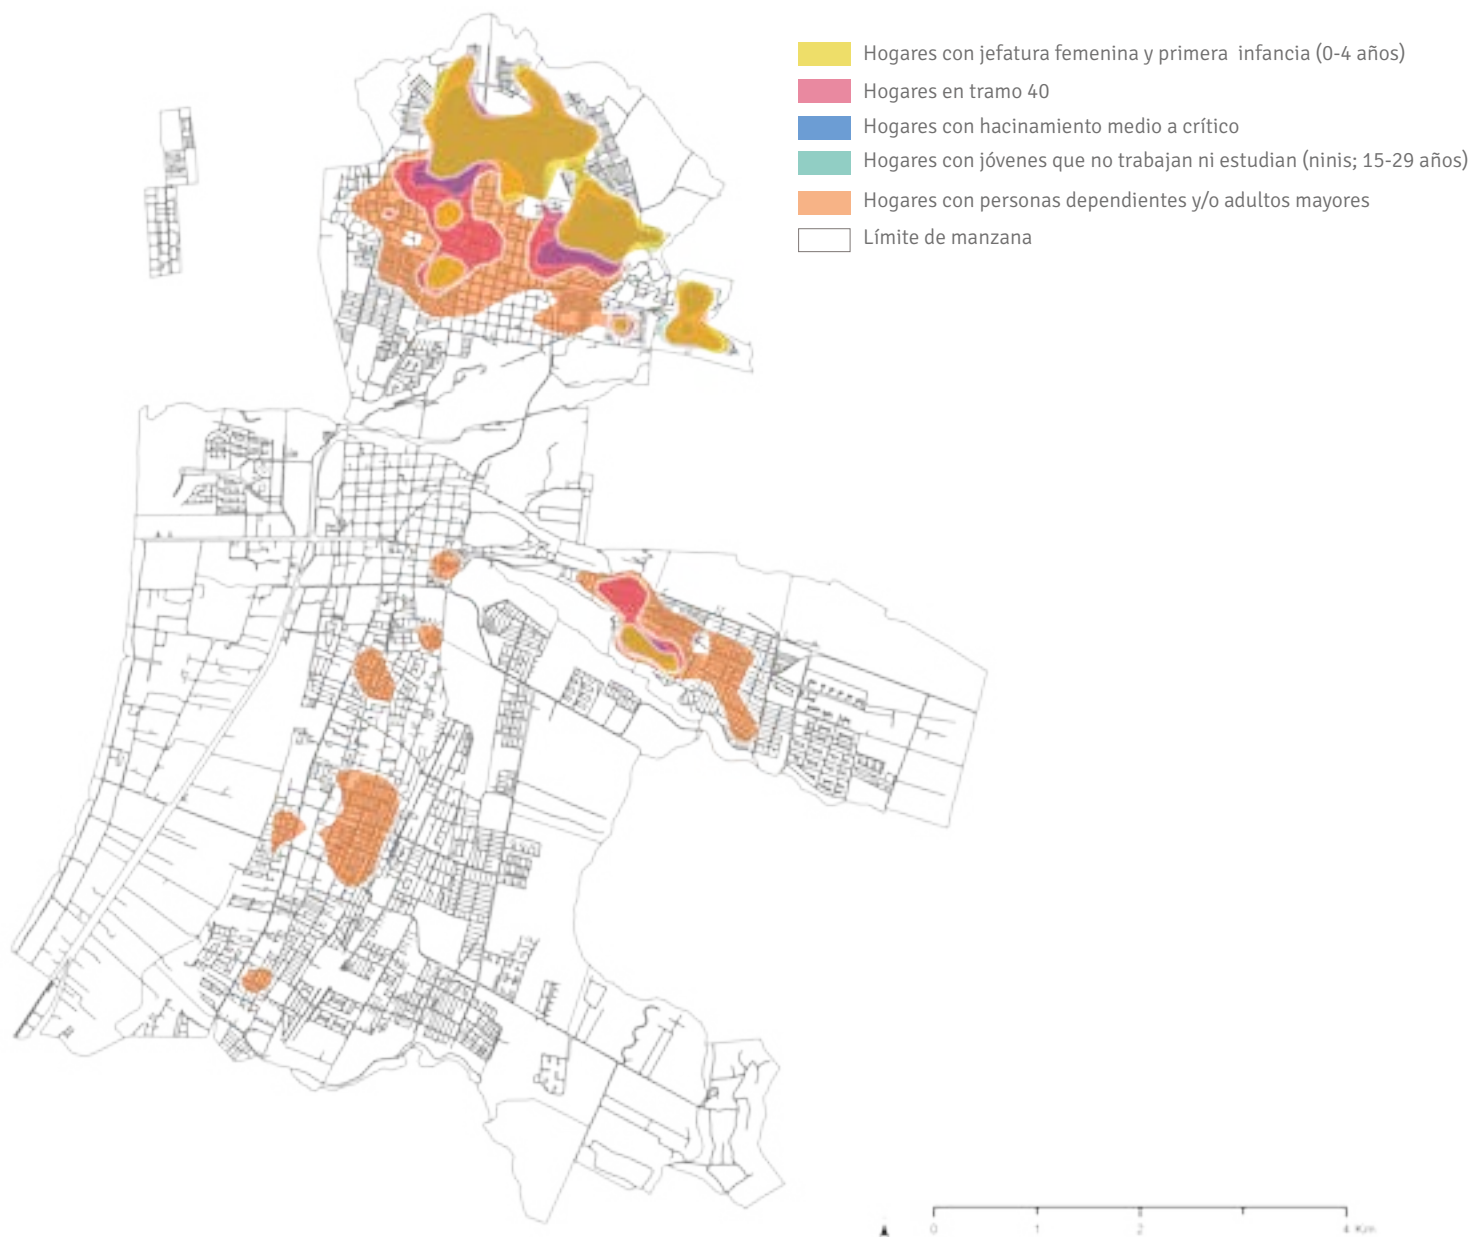 Hogares con jefatura femenina y primera infancia (0-4 años)
Hogares en tramo 40
Hogares con hacinamiento medio a crítico
Hogares con jóvenes que no trabajan ni estudian (ninis; 15-29 años)
Hogares con personas dependientes y/o adultos mayores
Límite de manzana
0 1 2 4 Km